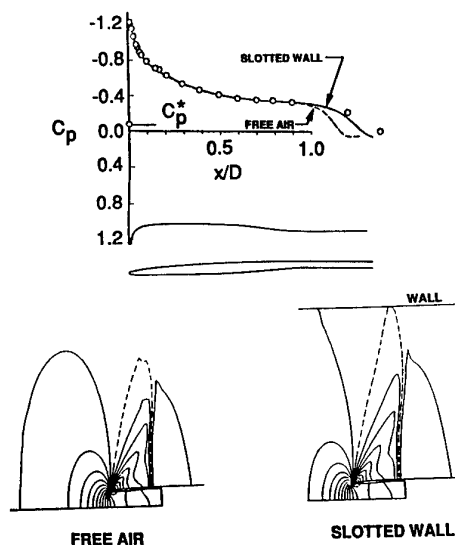 -1.2
-0.8
SLOTTED WALL
-0.4
C*p
Cp
FREE AIR
0.0
0.5
1.0
x/D
0.4
0.8
1.2
WALL
FREE AIR
SLOTTED WALL